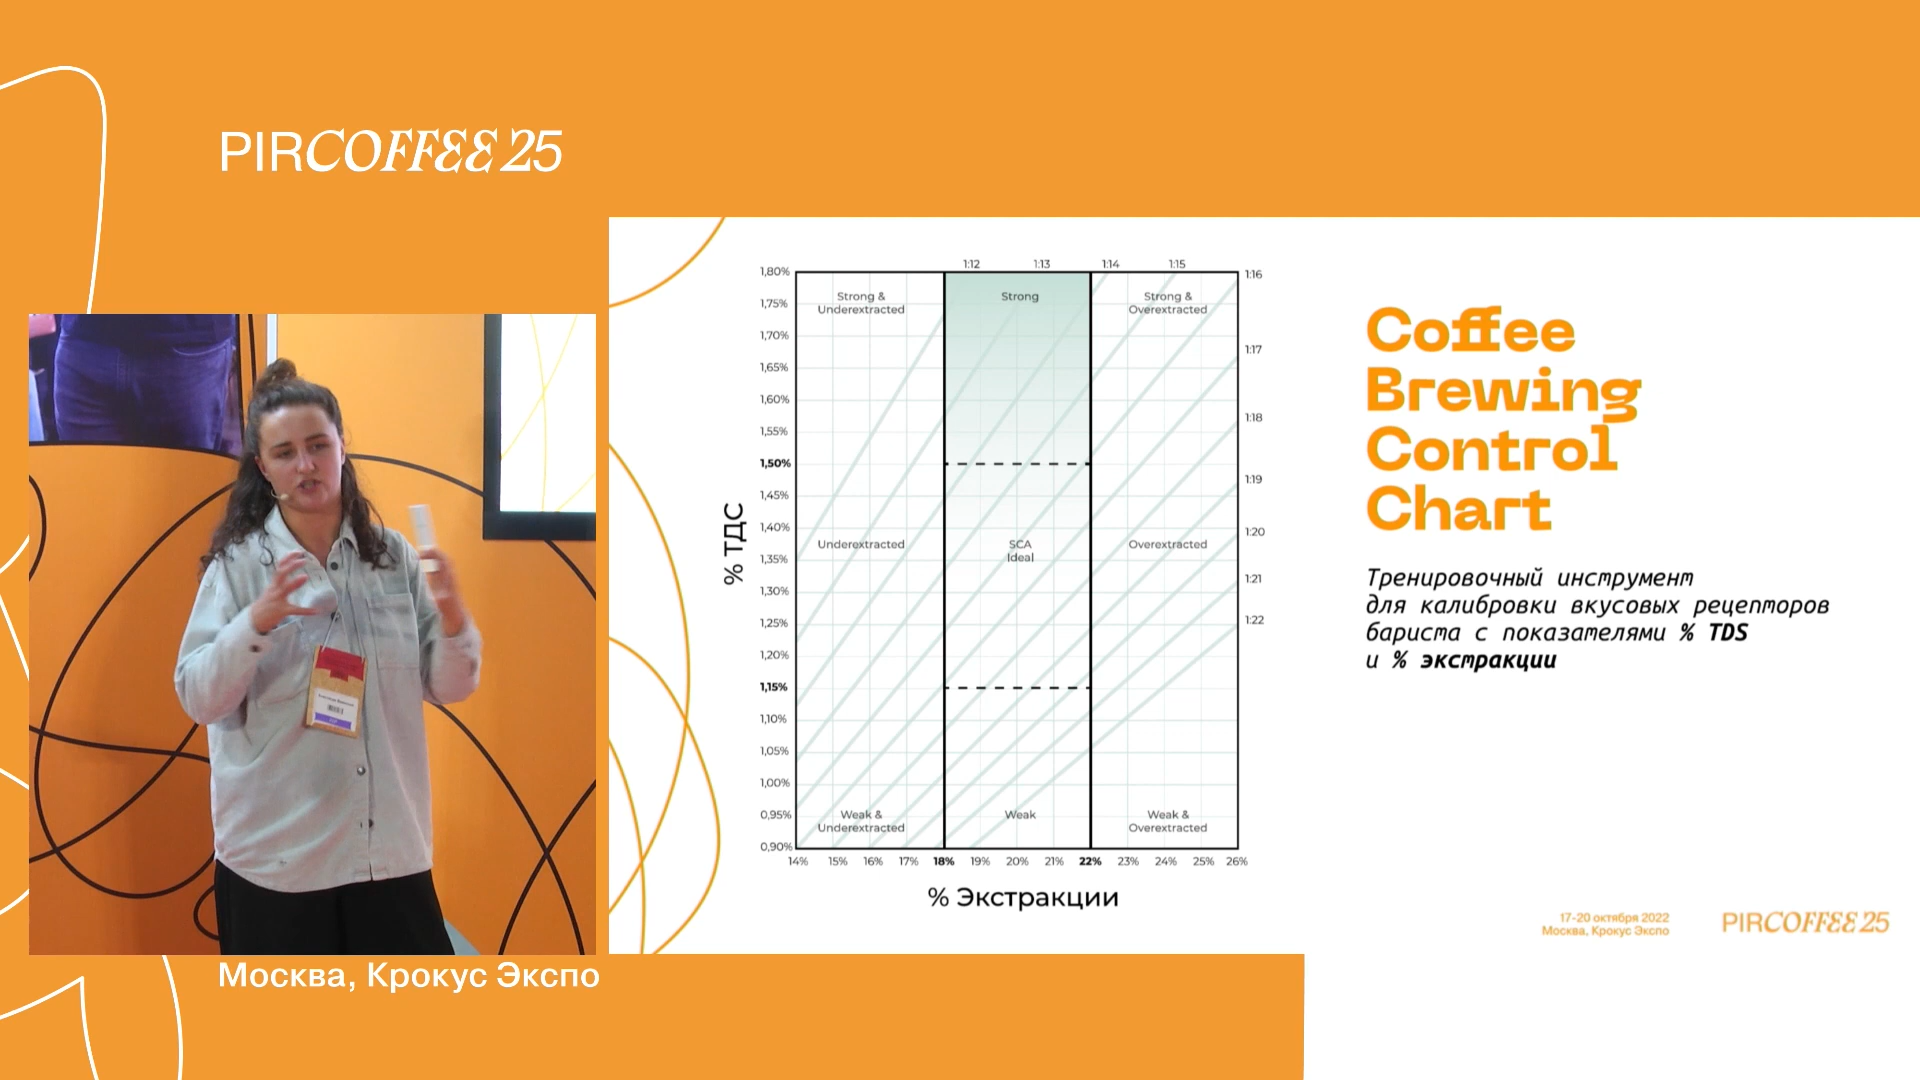 PIRCOFFEE 25
1:12 1:13 1:14 1:15
1:16
1:17
1:18
1:19
1:20
1:21
1:22
1,80%
1,75%
1,70%
1,65%
1,60%
1,55%
1,50%
1,45%
1,40%
1,35%
1,30%
1,25%
1,20%
1,15%
1,10%
1,05%
1,00%
0,95%
0,90%
% ТДС
Strong &
Underextracted
Strong
Strong &
Overextracted
Underextracted
SCA
Ideal
Overextracted
Weak &
Underextracted
Weak
Weak &
Overextracted
14% 15% 16% 17% 18% 19% 20% 21% 22% 23% 24% 25% 26%
% Экстракции
Coffee
Brewing
Control
Chart
Тренировочный инструмент
для калибровки вкусовых рецепторов
бариста с показателями % TDS
и % экстракции
17-20 октября 2022
Москва, Крокус Экспо
PIRCOFFEE 25
Москва, Крокус Экспо